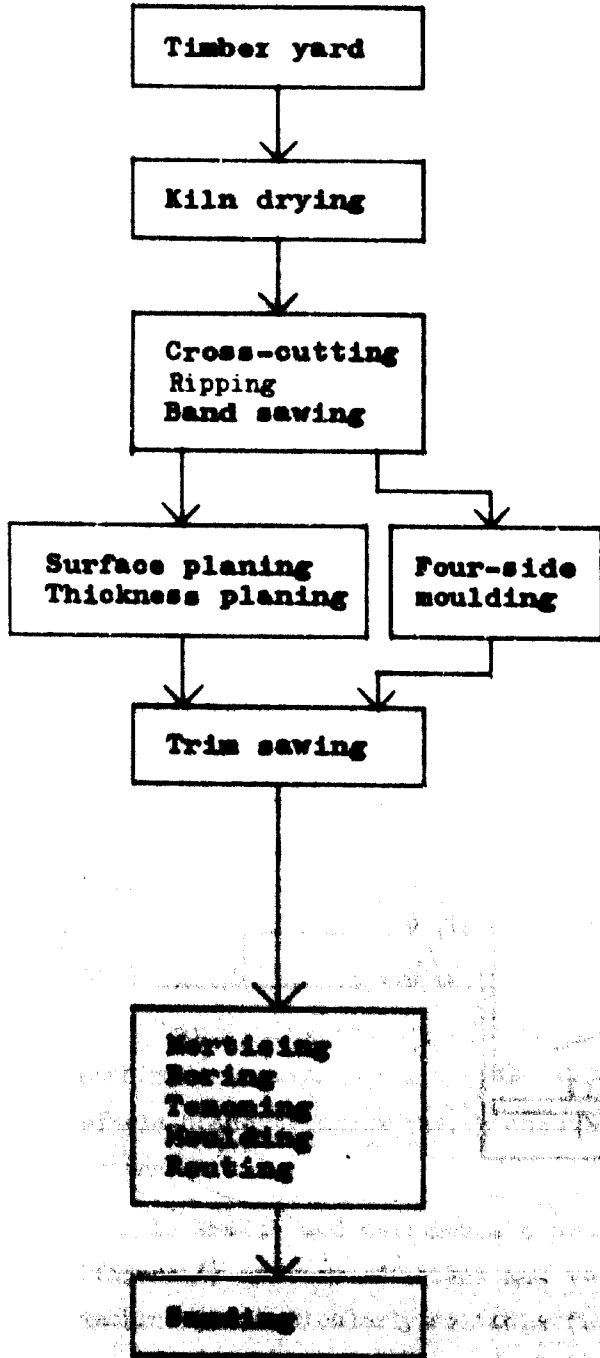 Timber yard
Kiln drying
Cross-cutting
Ripping
Band sawing
Surface planing
Thickness planing
Four-side
moulding
Trim sawing
Mortising
Boring
Tenoning
Moulding
Routing
Sanding